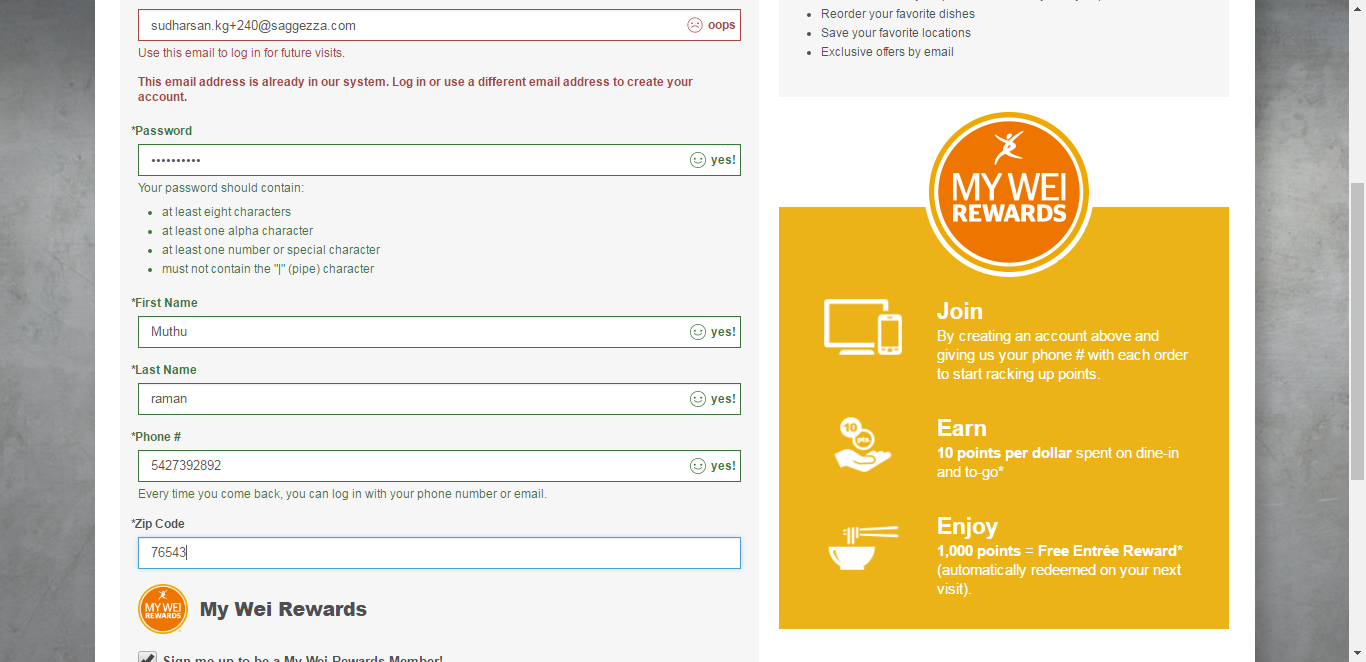 sudharsan.kg+240@saggezza.com
oops
Use this email to log in for future visits.
This email address is already in our system. Log in or use a different email address to create your
account.
*Password
••••••••••
yes!
Your password should contain:
• at least eight characters
• at least one alpha character
• at least one number or special character
• must not contain the "|" (pipe) character
*First Name
Muthu
yes!
*Last Name
raman
yes!
*Phone #
5427392892
yes!
Every time you come back, you can log in with your phone number or email.
*Zip Code
76543
MY WEI
REWARDS
My Wei Rewards
Sign me up to be a My Wei Rewards Member!
• Reorder your favorite dishes
• Save your favorite locations
• Exclusive offers by email
MY WEI
REWARDS
Join
By creating an account above and
giving us your phone # with each order
to start racking up points.
10
pts.
Earn
10 points per dollar spent on dine-in
and to-go*
Enjoy
1,000 points = Free Entrée Reward*
(automatically redeemed on your next
visit).